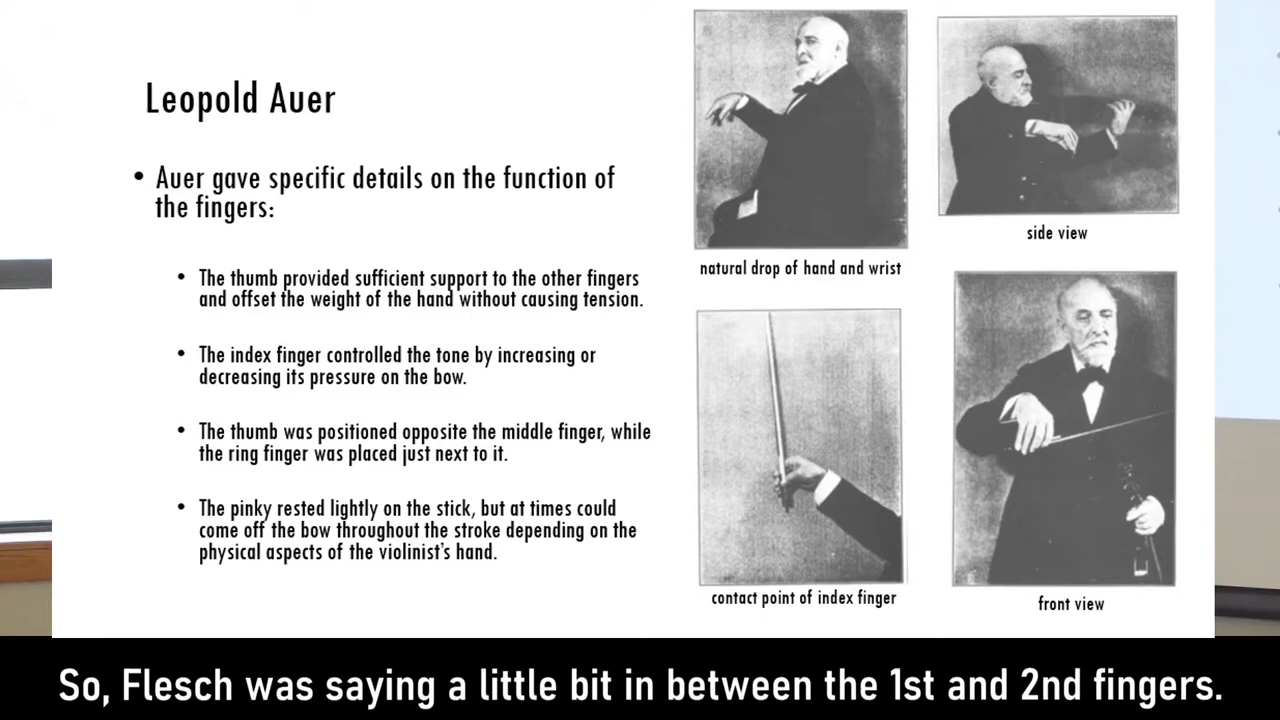 Leopold Auer
• Auer gave specific details on the function of
the fingers:
• The thumb provided sufficient support to the other fingers
and offset the weight of the hand without causing tension.
• The index finger controlled the tone by increasing or
decreasing its pressure on the bow.
• The thumb was positioned opposite the middle finger, while
the ring finger was placed just next to it.
• The pinky rested lightly on the stick, but at times could
come off the bow throughout the stroke depending on the
physical aspects of the violinist's hand.
natural drop of hand and wrist
side view
contact point of index finger
front view
So, Flesch was saying a little bit in between the 1st and 2nd fingers.